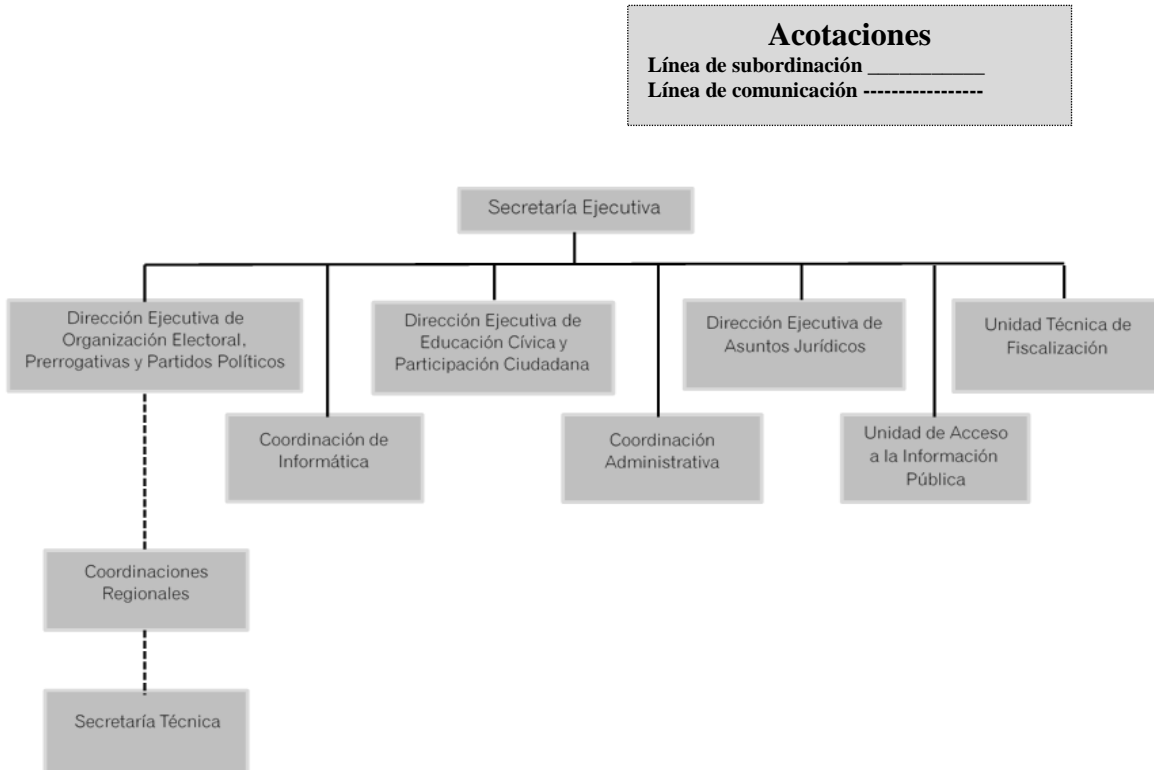 Acotaciones
Línea de subordinación ___________
Línea de comunicación -----------------
Secretaría Ejecutiva
Dirección Ejecutiva de
Organización Electoral,
Prerrogativas y Partidos Políticos
Dirección Ejecutiva de
Educación Cívica y
Participación Ciudadana
Dirección Ejecutiva de
Asuntos Jurídicos
Unidad Técnica de
Fiscalización
Coordinación de
Informática
Coordinación
Administrativa
Unidad de Acceso
a la Información
Pública
Coordinaciones
Regionales
Secretaría Técnica